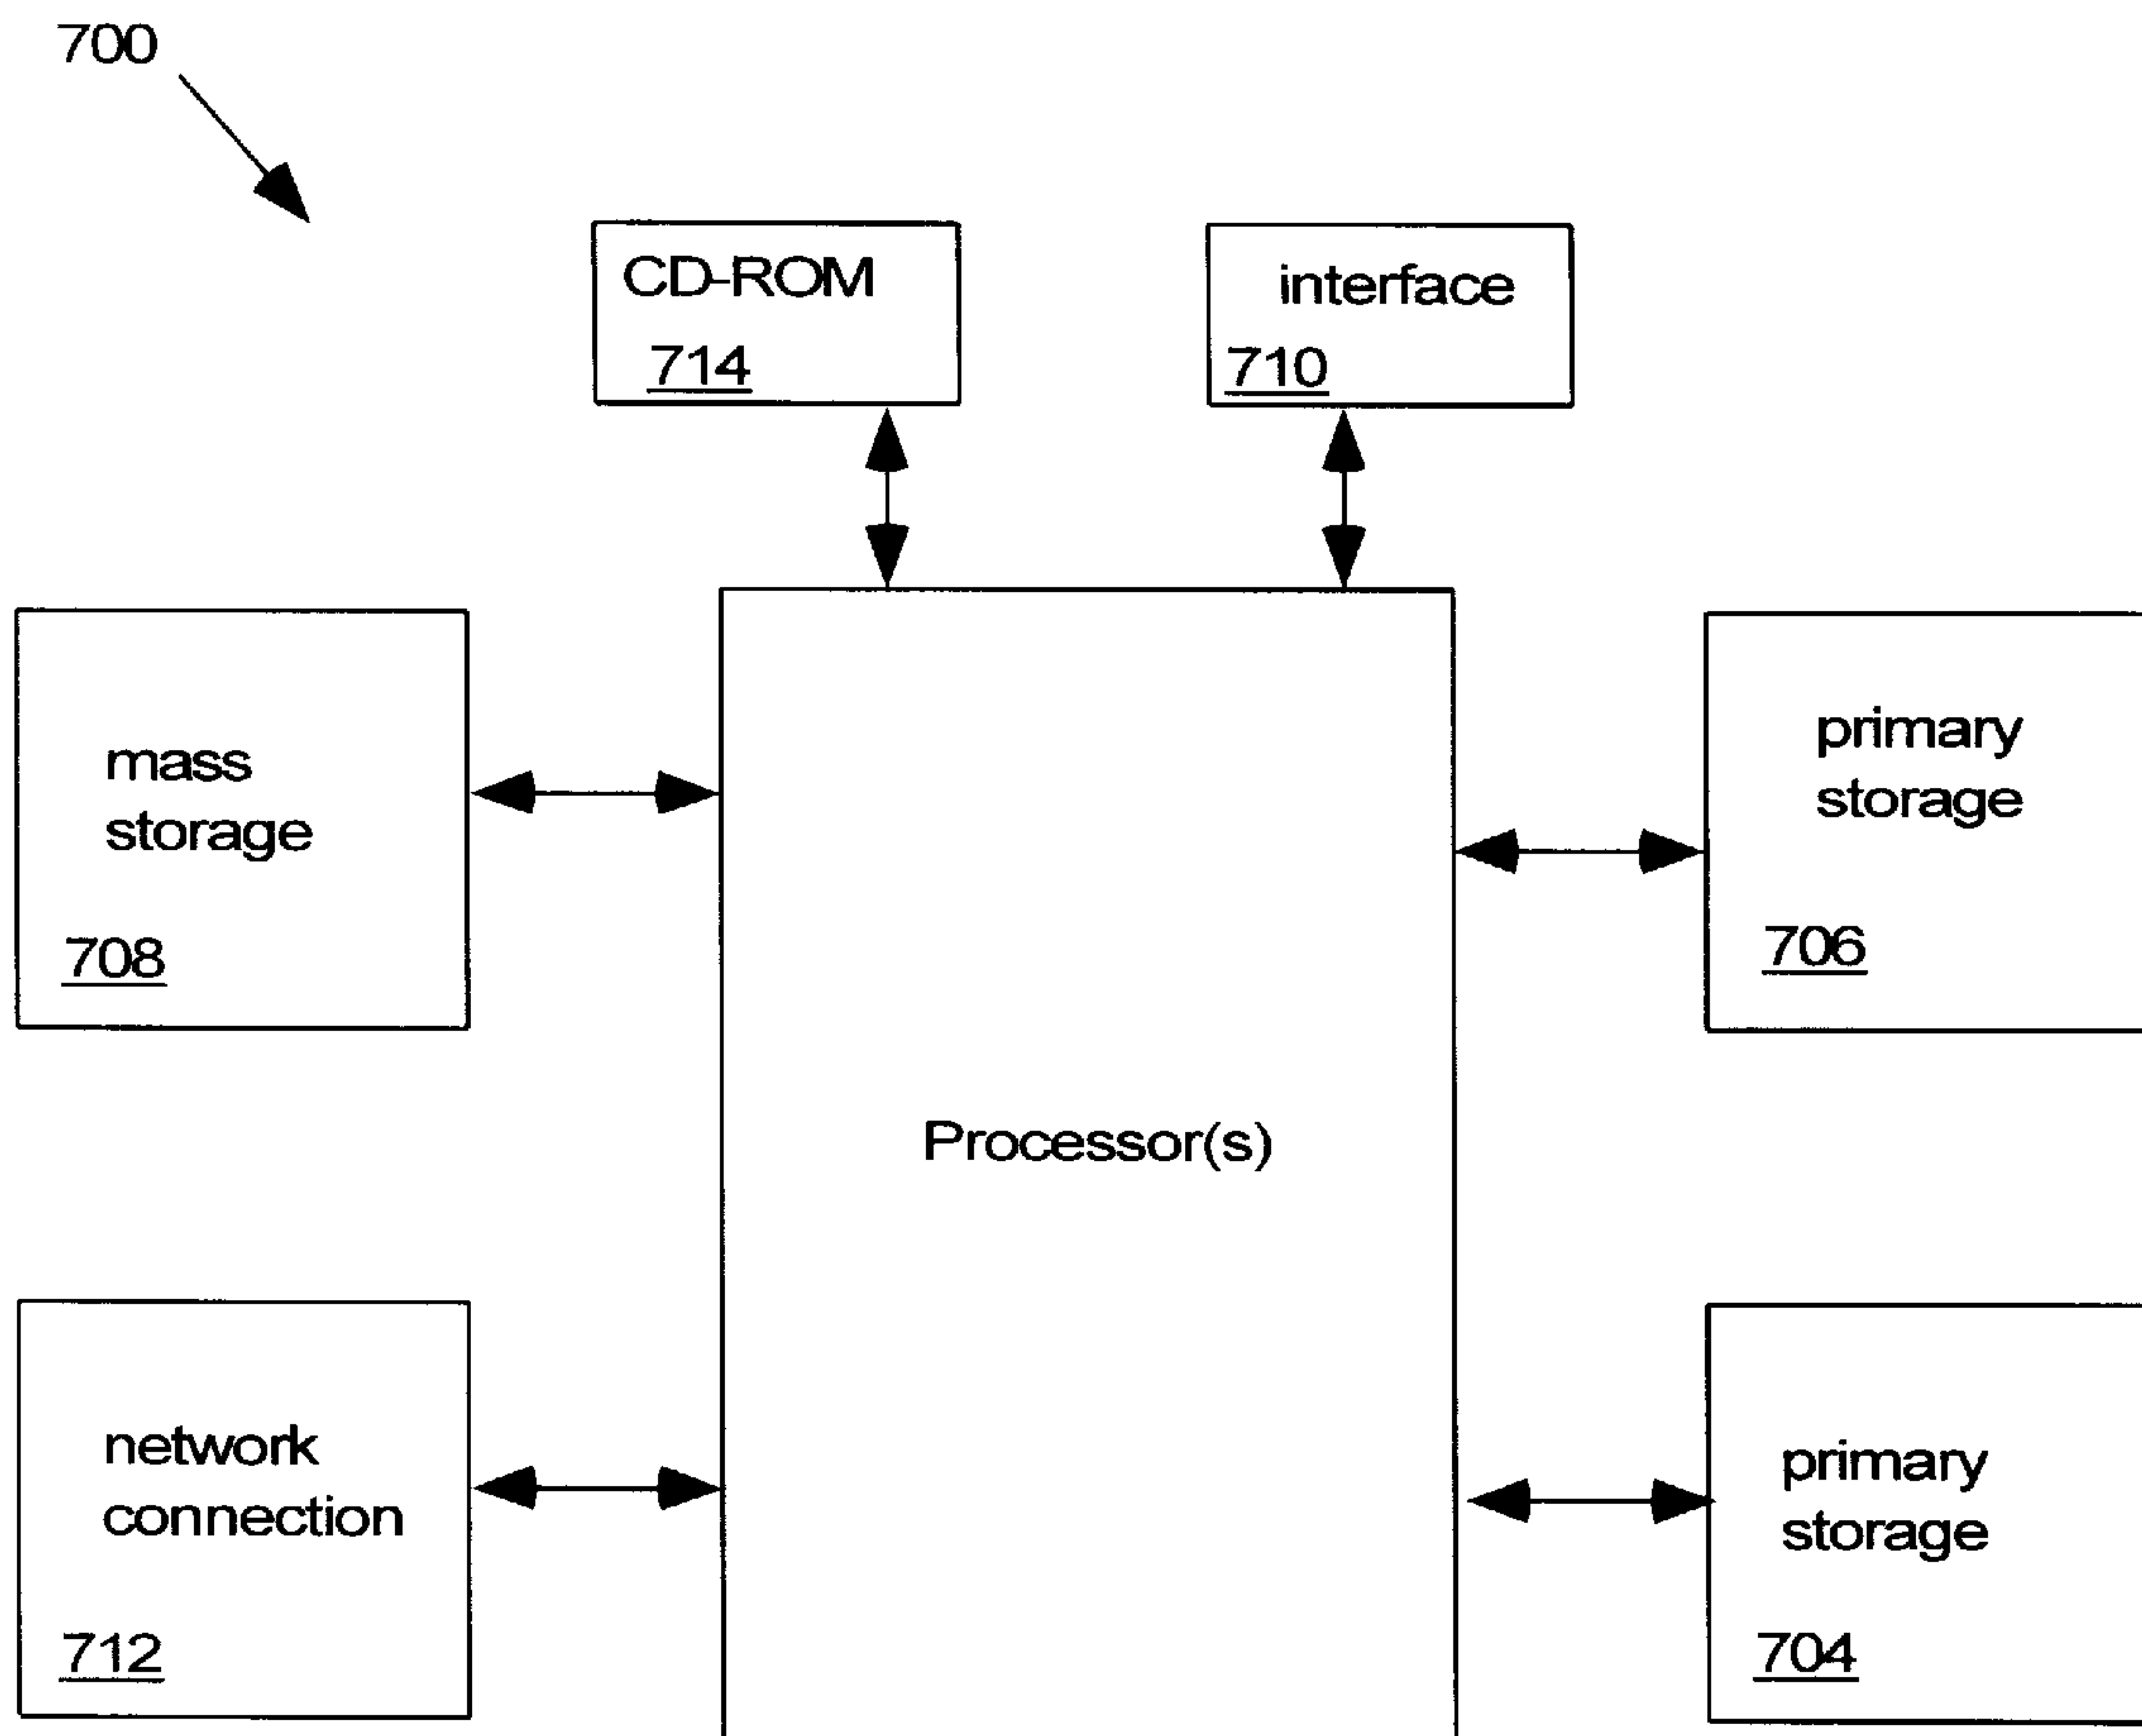 700
CD-ROM
714
interface
710
mass
storage
708
primary
storage
706
Processor(s)
network
connection
712
primary
storage
704